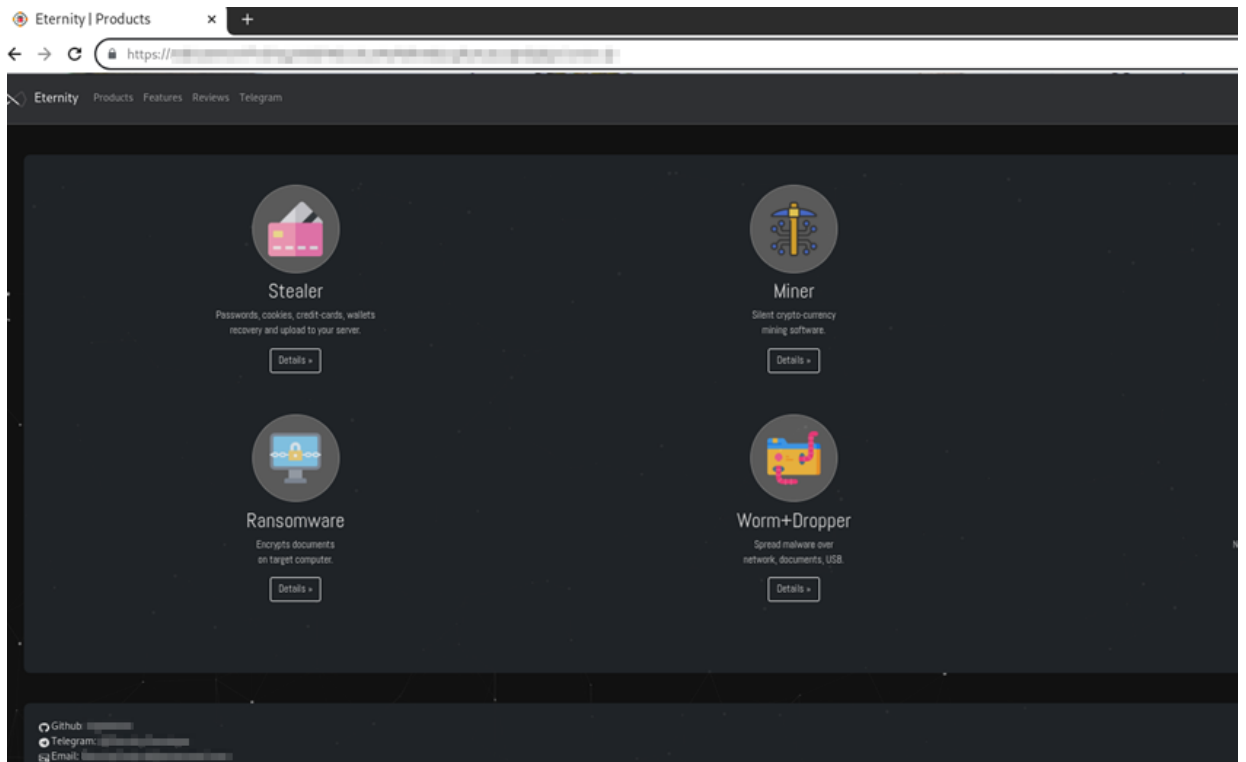 Eternity | Products
https://
Eternity Products Features Reviews Telegram
Stealer
Passwords, cookies, credit-cards, wallets
recovery and upload to your server.
Details »
Miner
Silent crypto-currency
mining software.
Details »
Ransomware
Encrypts documents
on target computer.
Details »
Worm+Dropper
Spread malware over
network, documents, USB.
Details »
N
Github:
Telegram:
Email: